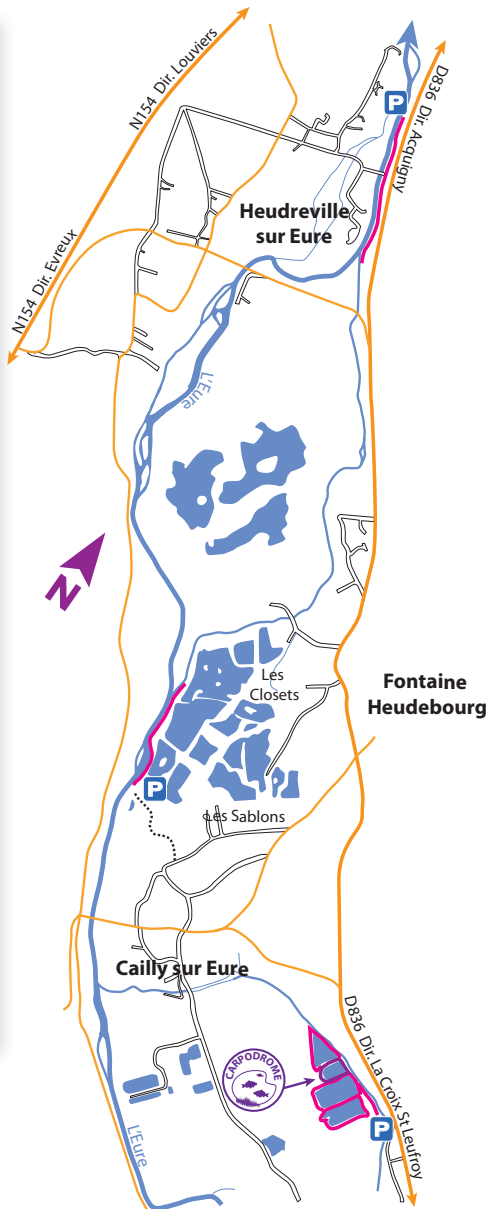 N154 Dir. Louviers
P
D836 Dir. Acquigny
Heudreville
sur Eure
N154 Dir. Evreux
L'Eure
N
Les
Closets
Fontaine
Heudebourg
P
Les Sablons
Cailly sur Eure
D836 Dir. La Croix St Leufroy
CARPODROME
P
L'Eure